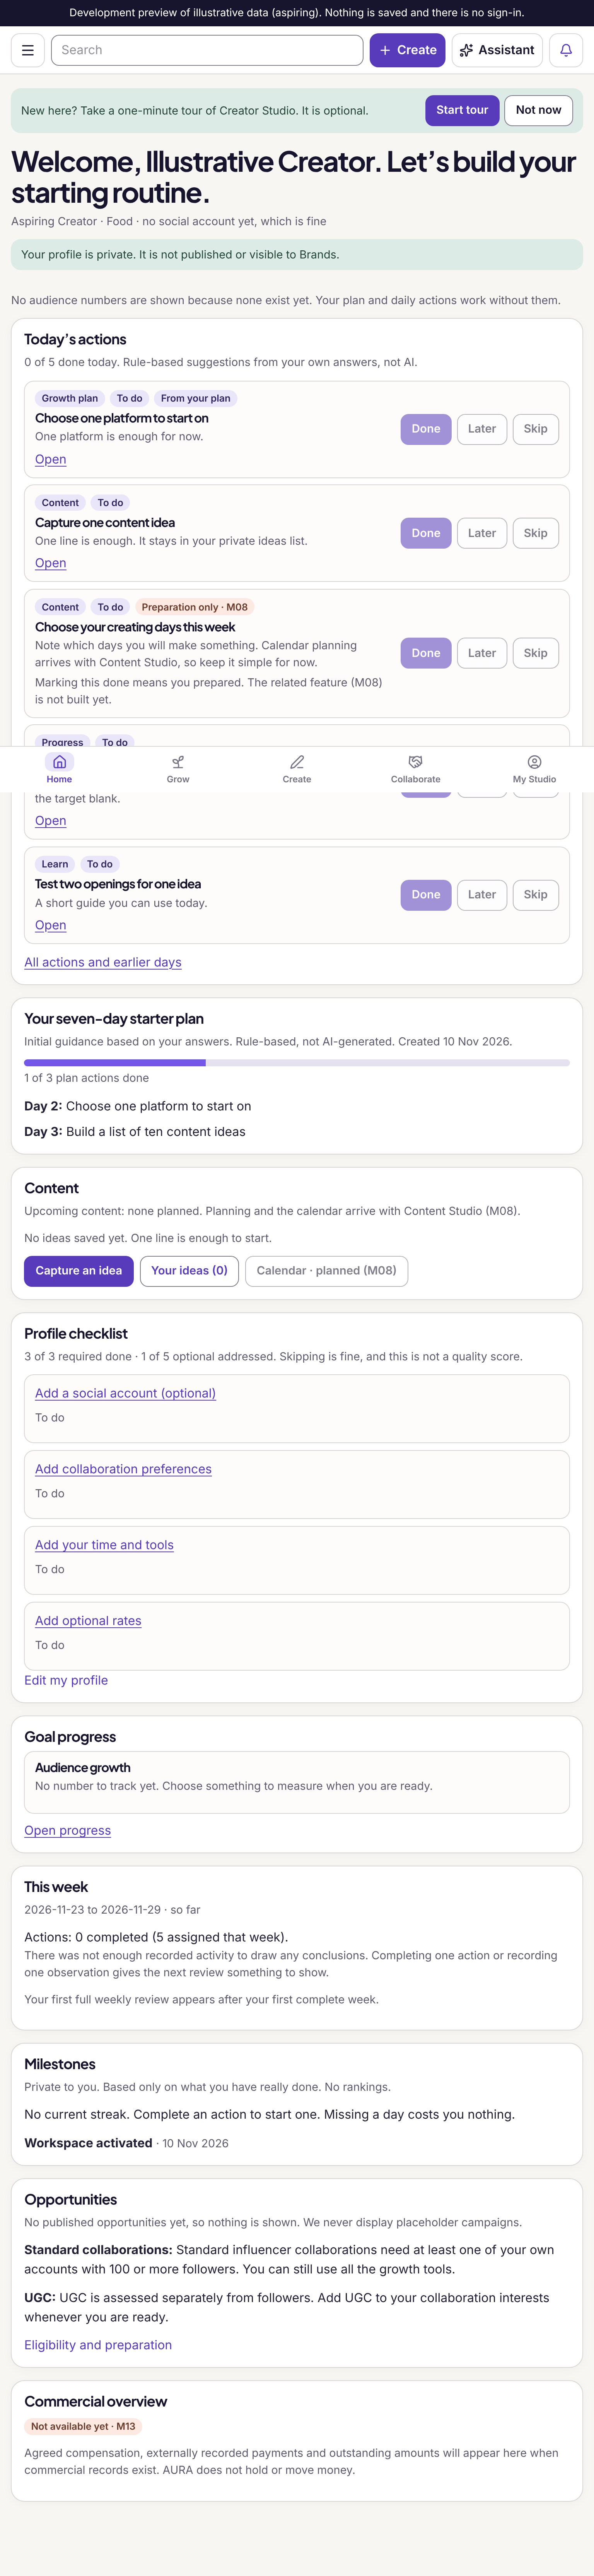 Development preview of illustrative data (aspiring). Nothing is saved and there is no sign-in.
Search
Create
Assistant
New here? Take a one-minute tour of Creator Studio. It is optional.
Start tour
Not now
Welcome, Illustrative Creator. Let’s build your
starting routine.
Aspiring Creator · Food · no social account yet, which is fine
Your profile is private. It is not published or visible to Brands.
No audience numbers are shown because none exist yet. Your plan and daily actions work without them.
Today’s actions
0 of 5 done today. Rule-based suggestions from your own answers, not AI.
Growth plan
To do
From your plan
Choose one platform to start on
One platform is enough for now.
Open
Done
Later
Skip
Content
To do
Capture one content idea
One line is enough. It stays in your private ideas list.
Open
Done
Later
Skip
Content
To do
Preparation only · M08
Choose your creating days this week
Note which days you will make something. Calendar planning
arrives with Content Studio, so keep it simple for now.
Marking this done means you prepared. The related feature (M08)
is not built yet.
Done
Later
Skip
Progress
To do
Home
Grow
Create
Collaborate
My Studio
the target blank.
Open
Learn
To do
Test two openings for one idea
A short guide you can use today.
Open
Done
Later
Skip
All actions and earlier days
Your seven-day starter plan
Initial guidance based on your answers. Rule-based, not AI-generated. Created 10 Nov 2026.
1 of 3 plan actions done
Day 2: Choose one platform to start on
Day 3: Build a list of ten content ideas
Content
Upcoming content: none planned. Planning and the calendar arrive with Content Studio (M08).
No ideas saved yet. One line is enough to start.
Capture an idea
Your ideas (0)
Calendar · planned (M08)
Profile checklist
3 of 3 required done · 1 of 5 optional addressed. Skipping is fine, and this is not a quality score.
Add a social account (optional)
To do
Add collaboration preferences
To do
Add your time and tools
To do
Add optional rates
To do
Edit my profile
Goal progress
Audience growth
No number to track yet. Choose something to measure when you are ready.
Open progress
This week
2026-11-23 to 2026-11-29 · so far
Actions: 0 completed (5 assigned that week).
There was not enough recorded activity to draw any conclusions. Completing one action or recording
one observation gives the next review something to show.
Your first full weekly review appears after your first complete week.
Milestones
Private to you. Based only on what you have really done. No rankings.
No current streak. Complete an action to start one. Missing a day costs you nothing.
Workspace activated · 10 Nov 2026
Opportunities
No published opportunities yet, so nothing is shown. We never display placeholder campaigns.
Standard collaborations: Standard influencer collaborations need at least one of your own
accounts with 100 or more followers. You can still use all the growth tools.
UGC: UGC is assessed separately from followers. Add UGC to your collaboration interests
whenever you are ready.
Eligibility and preparation
Commercial overview
Not available yet · M13
Agreed compensation, externally recorded payments and outstanding amounts will appear here when
commercial records exist. AURA does not hold or move money.